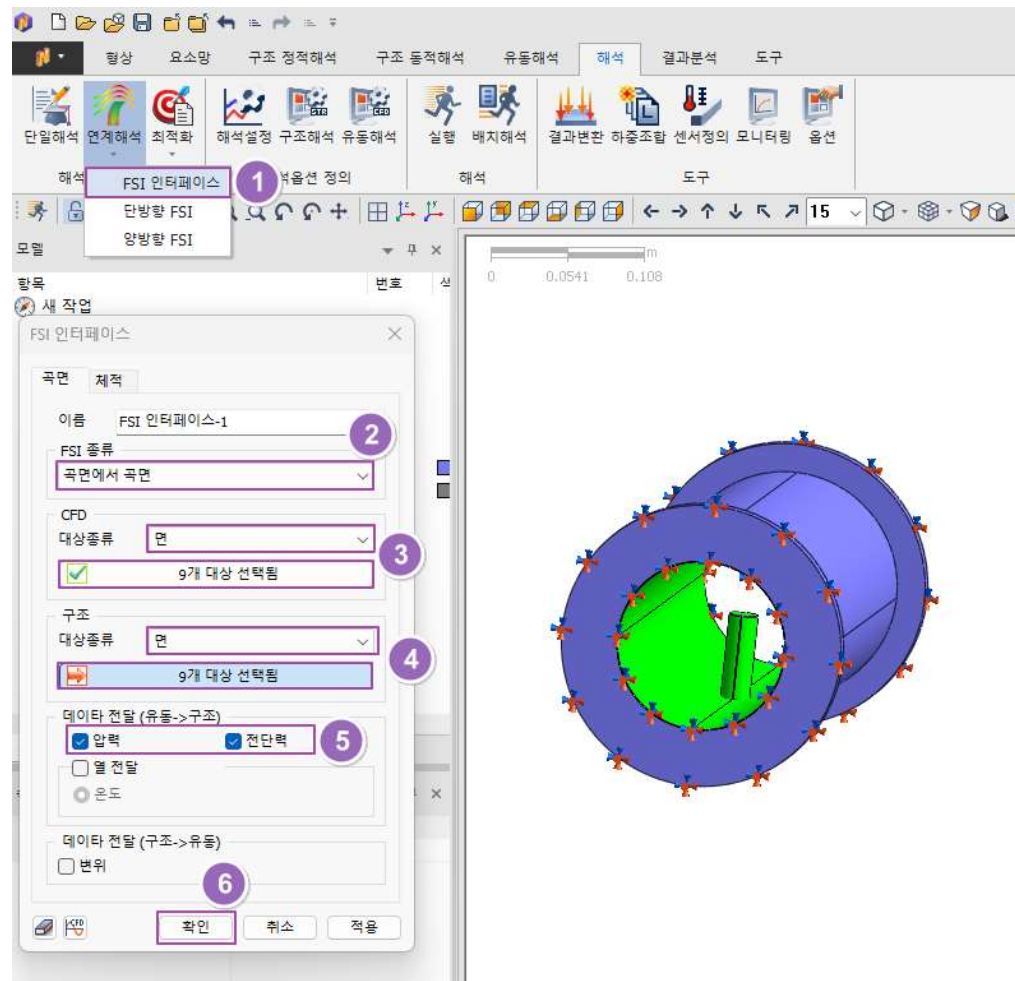 형상 요소망 구조 정적해석 구조 동적해석 유동해석 해석 결과분석 도구
단일해석 연계해석 최적화 해석설정 구조해석 유동해석 실행 배치해석 결과변환 하중조합 센서정의 모니터링 옵션
해석 석옵션 정의 해석 도구
FSI 인터페이스 1
단방향 FSI
양방향 FSI
15
모델
항목 번호
새 작업
m
0 0.0541 0.108
FSI 인터페이스
곡면 체적
이름 FSI 인터페이스-1
2
FSI 종류
곡면에서 곡면
CFD
대상종류 면
3
9개 대상 선택됨
구조
대상종류 면
4
9개 대상 선택됨
데이타 전달 (유동->구조)
압력 전단력 5
열 전달
온도
데이타 전달 (구조->유동)
변위
6
CFD 확인 취소 적용